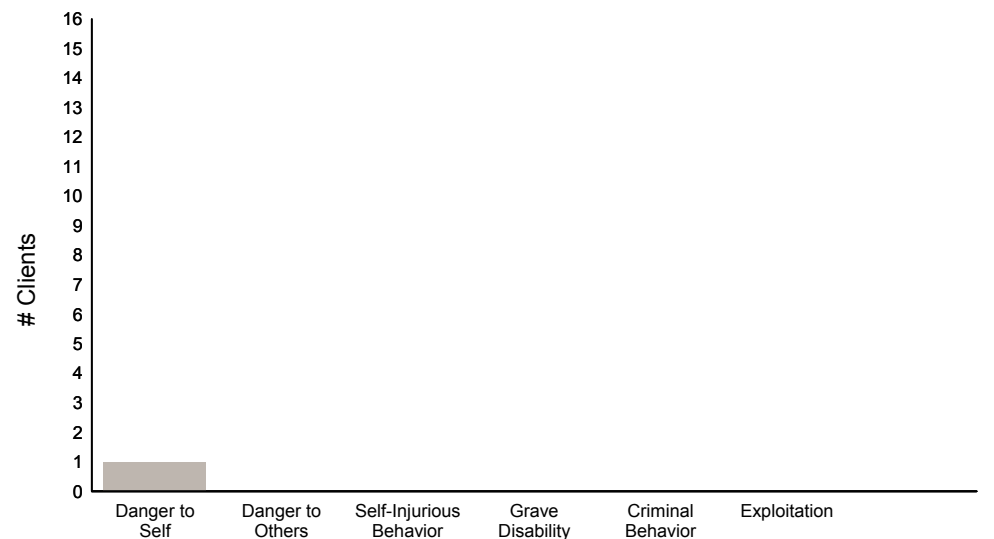 16
15
14
13
12
11
10
9
8
7
6
5
4
3
2
1
0
# Clients
Danger to
Self
Danger to
Others
Self-Injurious
Behavior
Grave
Disability
Criminal
Behavior
Exploitation